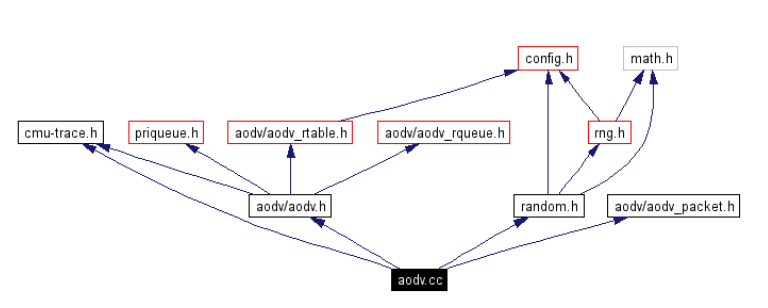 config.h
math.h
cmu-trace.h
priqueue.h
aodv/aodv_rtable.h
aodv/aodv_rqueue.h
rng.h
aodv/aodv.h
random.h
aodv/aodv_packet.h
aodv.cc